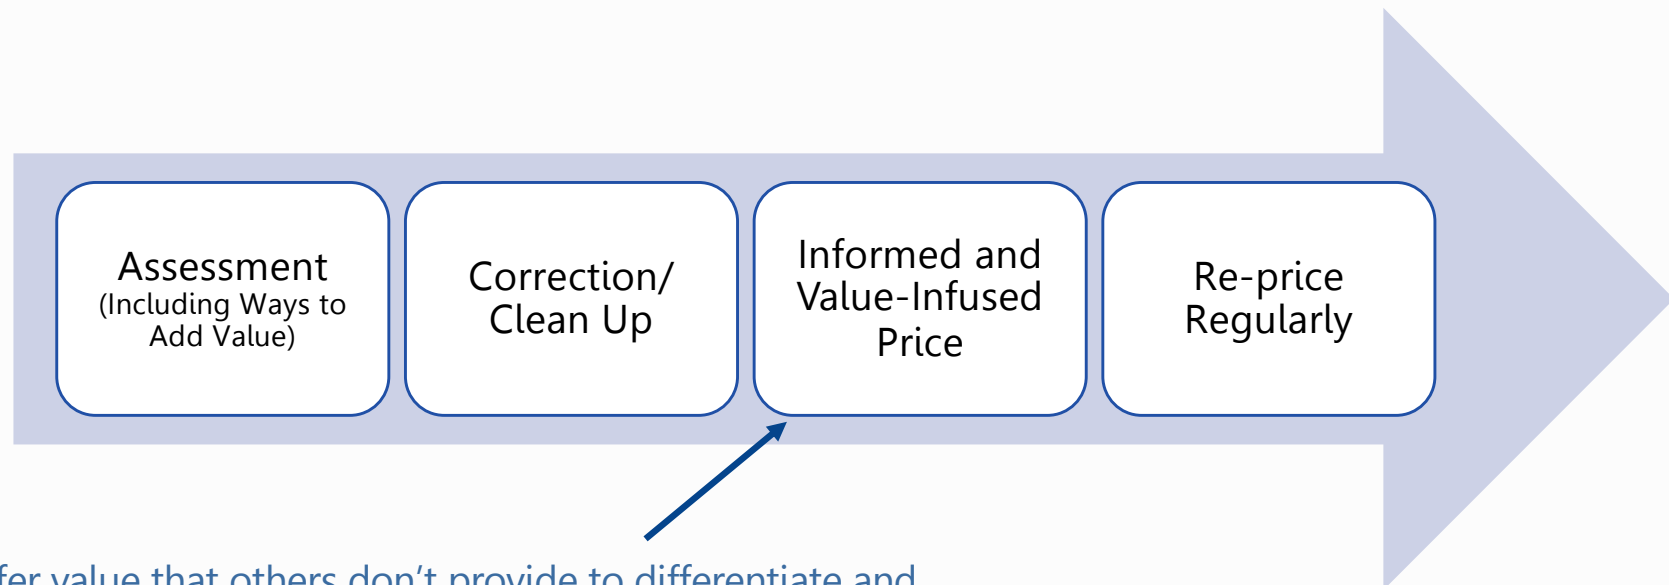 Assessment
(Including Ways to
Add Value)
Correction/
Clean Up
Informed and
Value-Infused
Price
Re-price
Regularly
value that others don't provide to differentiate and